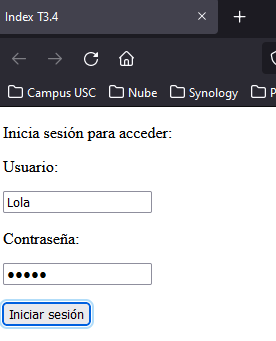 Index T3.4
Campus USC Nube Synology
Inicia sesión para acceder:
Usuario:
Lola
Contraseña:
●●●●●
Iniciar sesión